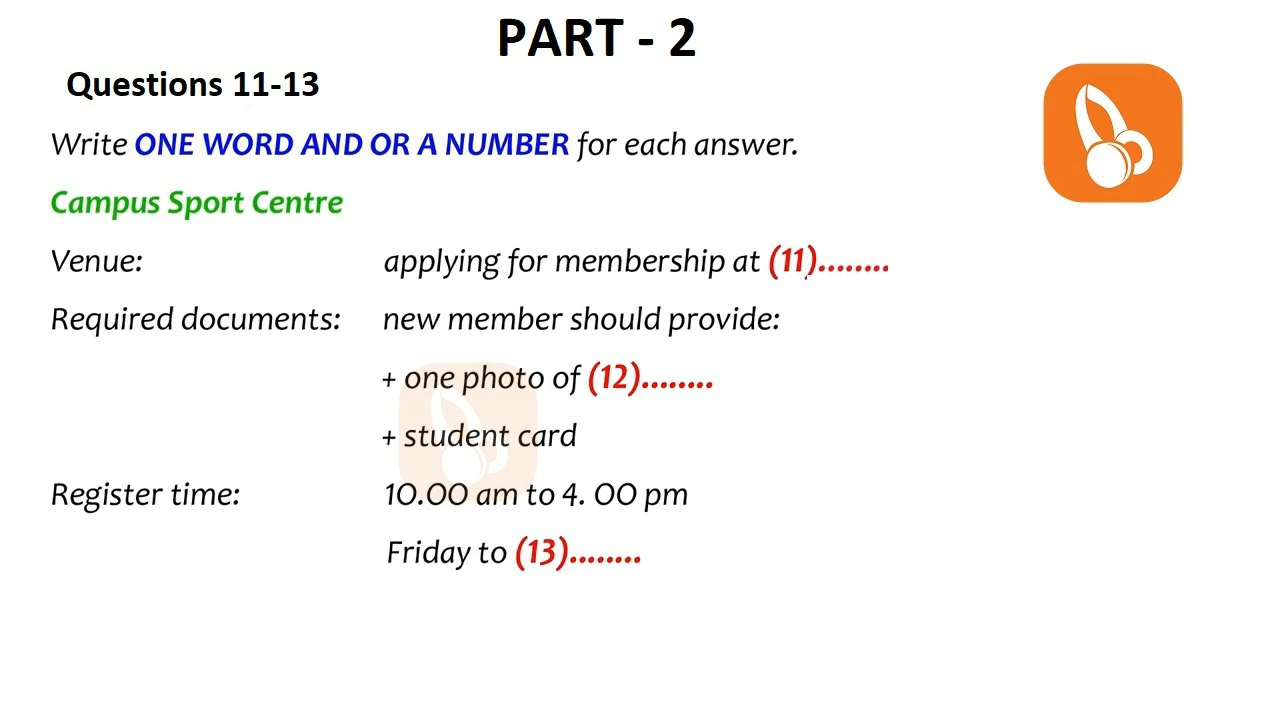 PART - 2
Questions 11-13
Write ONE WORD AND OR A NUMBER for each answer.
Campus Sport Centre
Venue: applying for membership at (11)........
Required documents: new member should provide:
+ one photo of (12)........
+ student card
Register time: 10.00 am to 4. 00 pm
Friday to (13)........